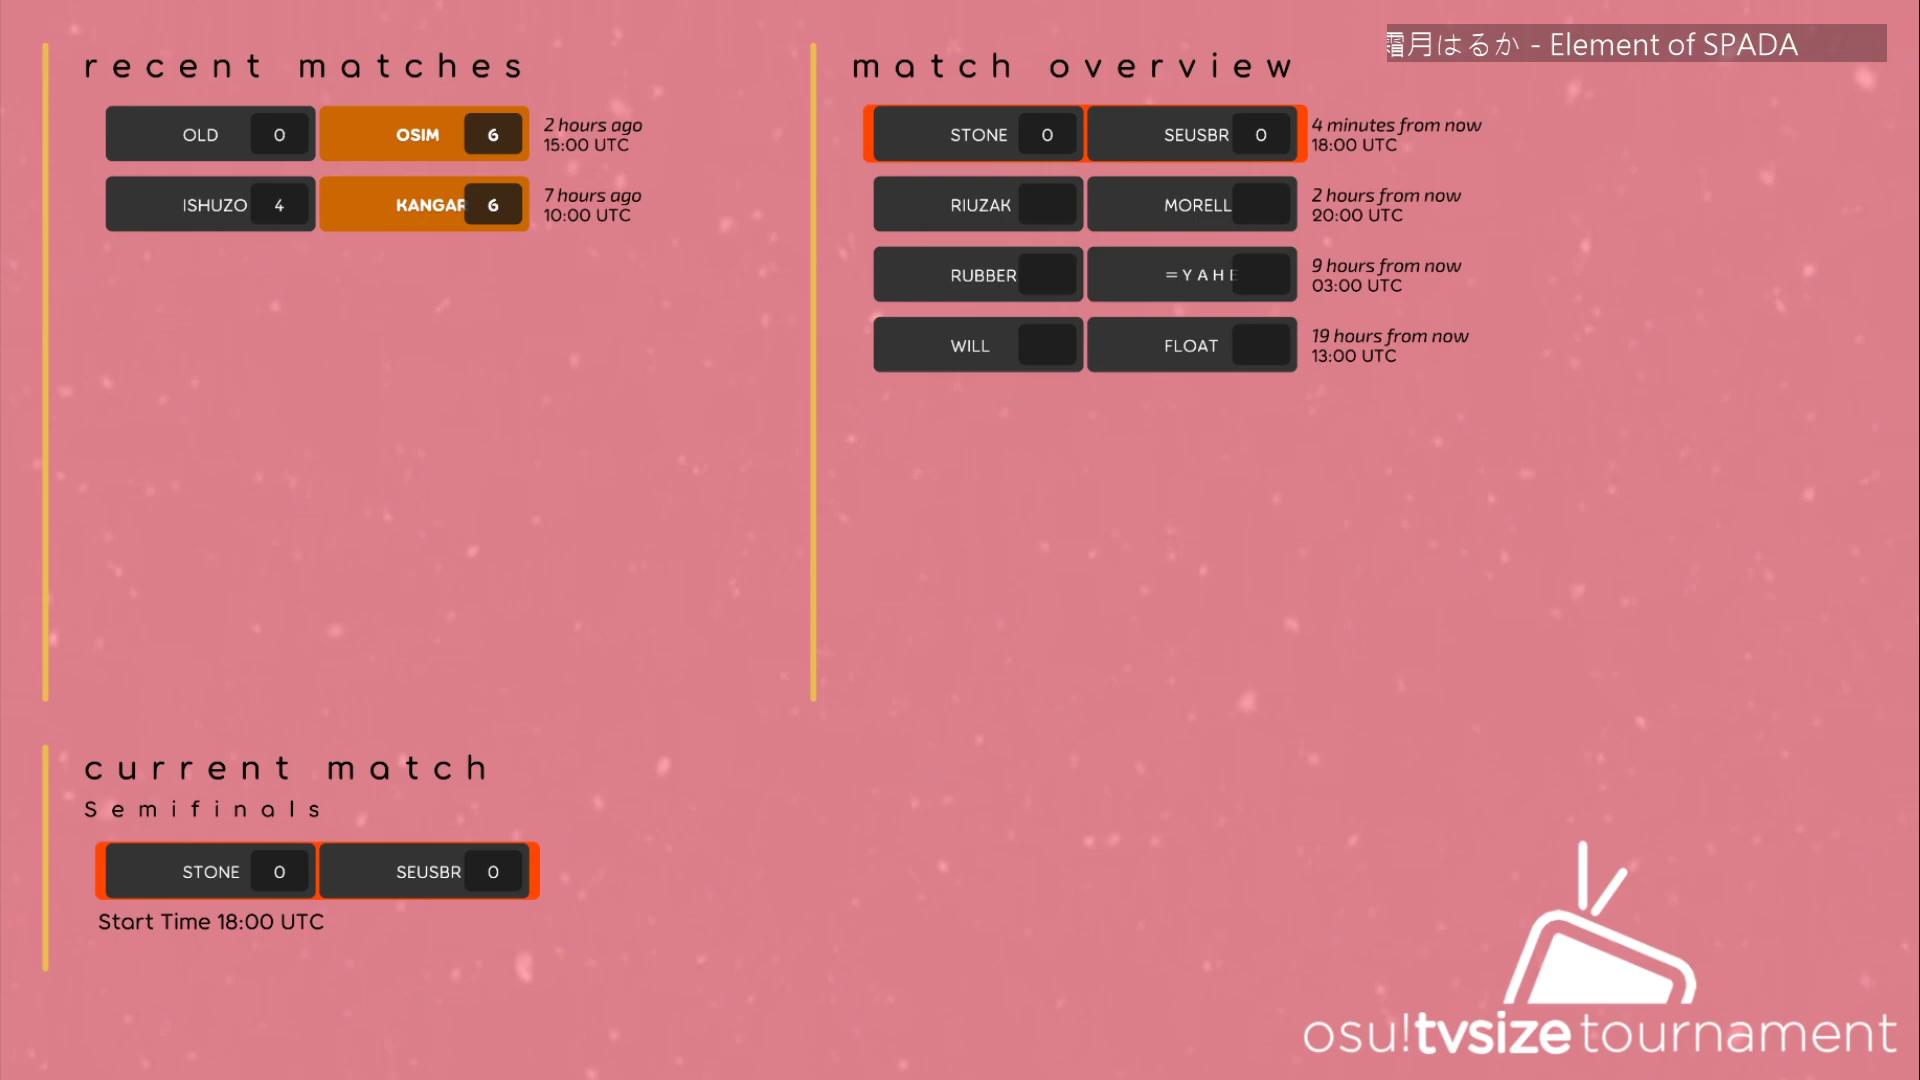 霜月はるか - Element of SPADA
recent matches
OLD 0 OSIM 6 2 hours ago
15:00 UTC
ISHUZO 4 KANGAR 6 7 hours ago
10:00 UTC
match overview
STONE 0 SEUSBR 0 4 minutes from now
18:00 UTC
RIUZAK MORELL 2 hours from now
20:00 UTC
RUBBER =YAHE 9 hours from now
03:00 UTC
WILL FLOAT 19 hours from now
13:00 UTC
current match
Semifinals
STONE 0 SEUSBR 0
Start Time 18:00 UTC
osu!tvsize tournament